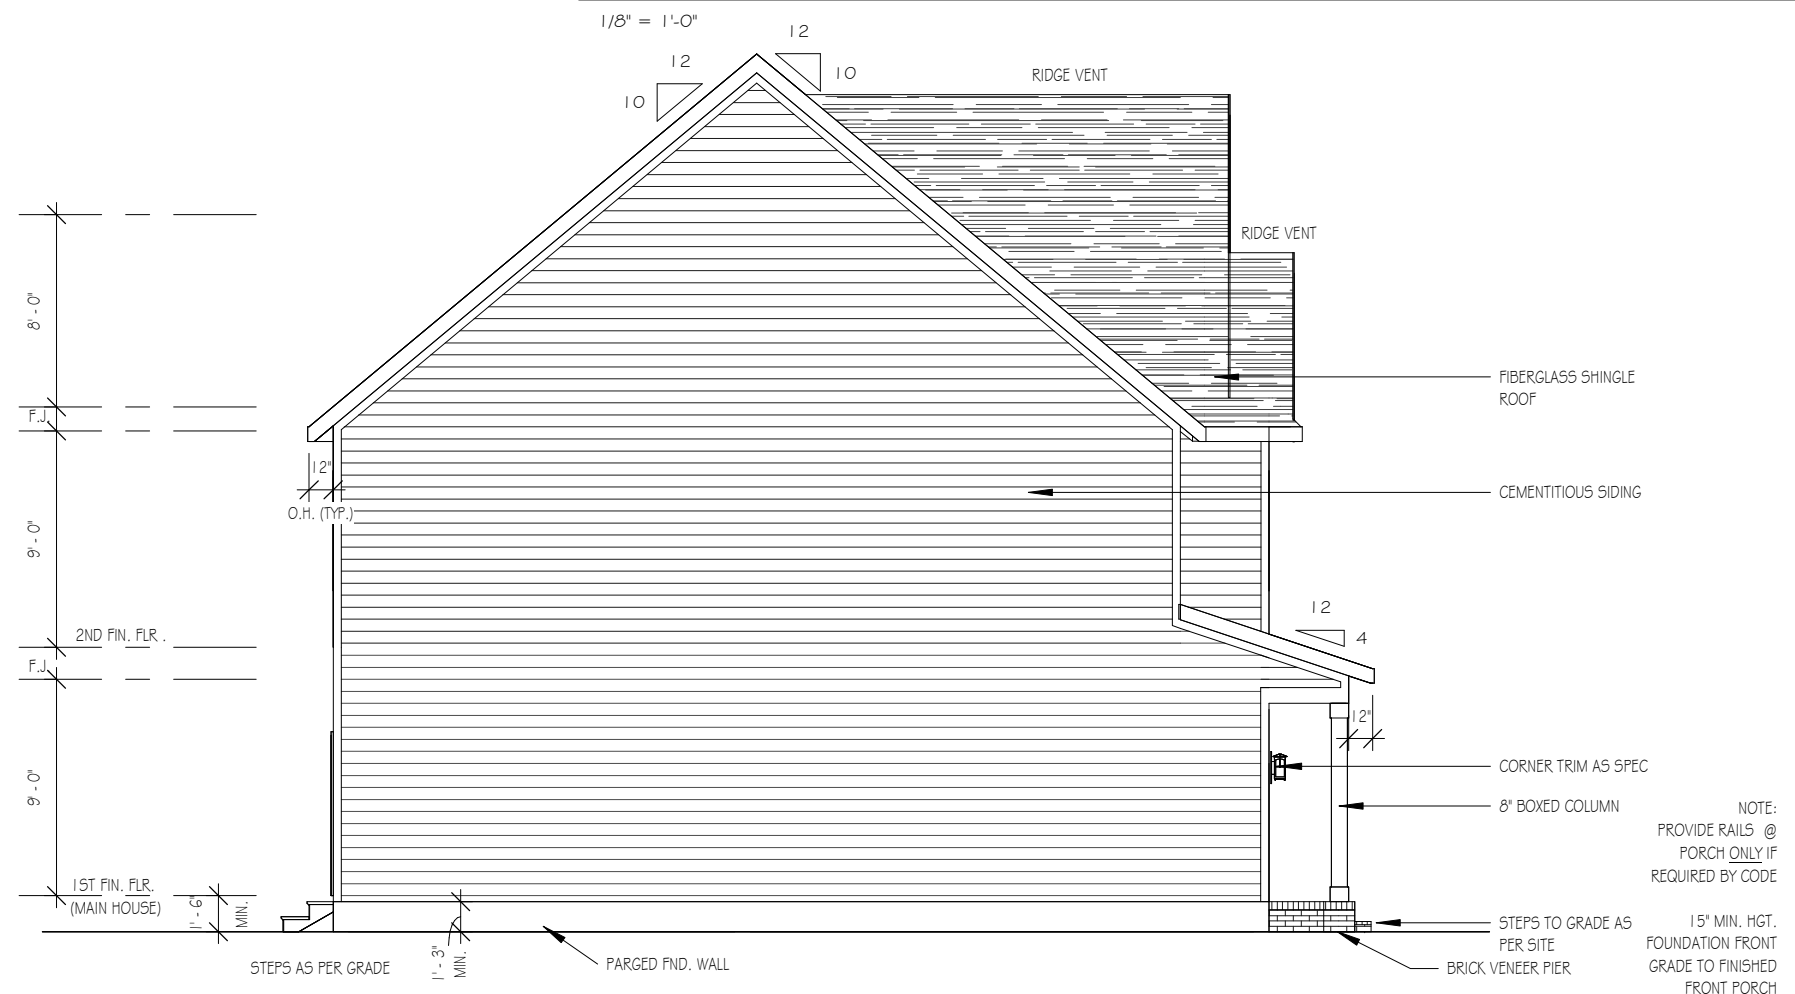 1/8" = 1'-0"
12
10
12
10
RIDGE VENT
RIDGE VENT
8' - 0"
F.J.
FIBERGLASS SHINGLE
ROOF
12"
O.H. (TYP.)
CEMENTITIOUS SIDING
9' - 0"
2ND FIN. FLR .
F.J.
12
4
12"
9' - 0"
CORNER TRIM AS SPEC
8" BOXED COLUMN
NOTE:
PROVIDE RAILS @
PORCH ONLY IF
REQUIRED BY CODE
1ST FIN. FLR.
(MAIN HOUSE)
1' - 6"
MIN.
1' - 3"
MIN.
STEPS AS PER GRADE
PARGED FND. WALL
STEPS TO GRADE AS
PER SITE
BRICK VENEER PIER
15" MIN. HGT.
FOUNDATION FRONT
GRADE TO FINISHED
FRONT PORCH